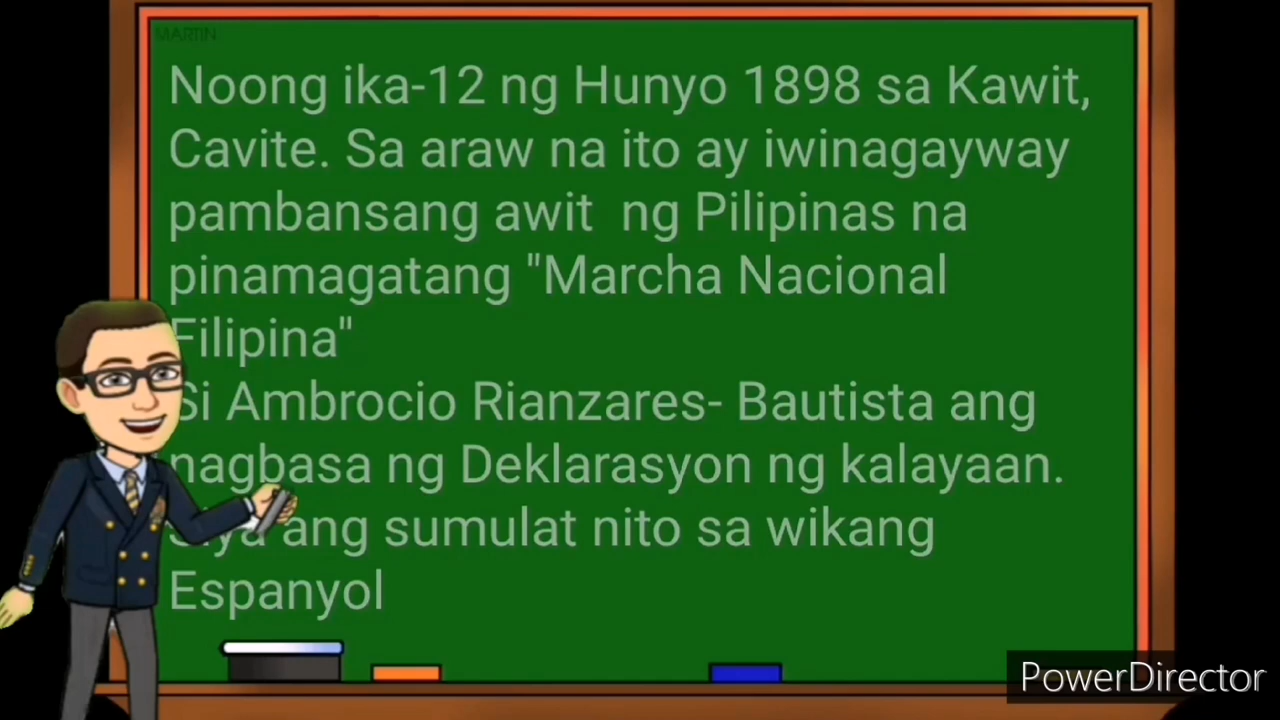 MARTIN
Noong ika-12 ng Hunyo 1898 sa Kawit,
Cavite. Sa araw na ito ay iwinagayway
pambansang awit ng Pilipinas na
pinamagatang "Marcha Nacional
Filipina"
Si Ambrocio Rianzares- Bautista ang
nagbasa ng Deklarasyon ng kalayaan.
Siya ang sumulat nito sa wikang
Espanyol
PowerDirector